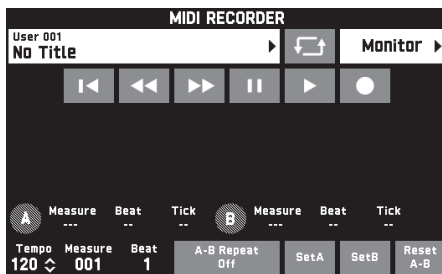 MIDI RECORDER
User 001
No Title
Monitor
A Measure Beat Tick B Measure Beat Tick
--- -- -- --- -- --
Tempo Measure Beat A-B Repeat SetA SetB Reset
120 001 1 Off A-B